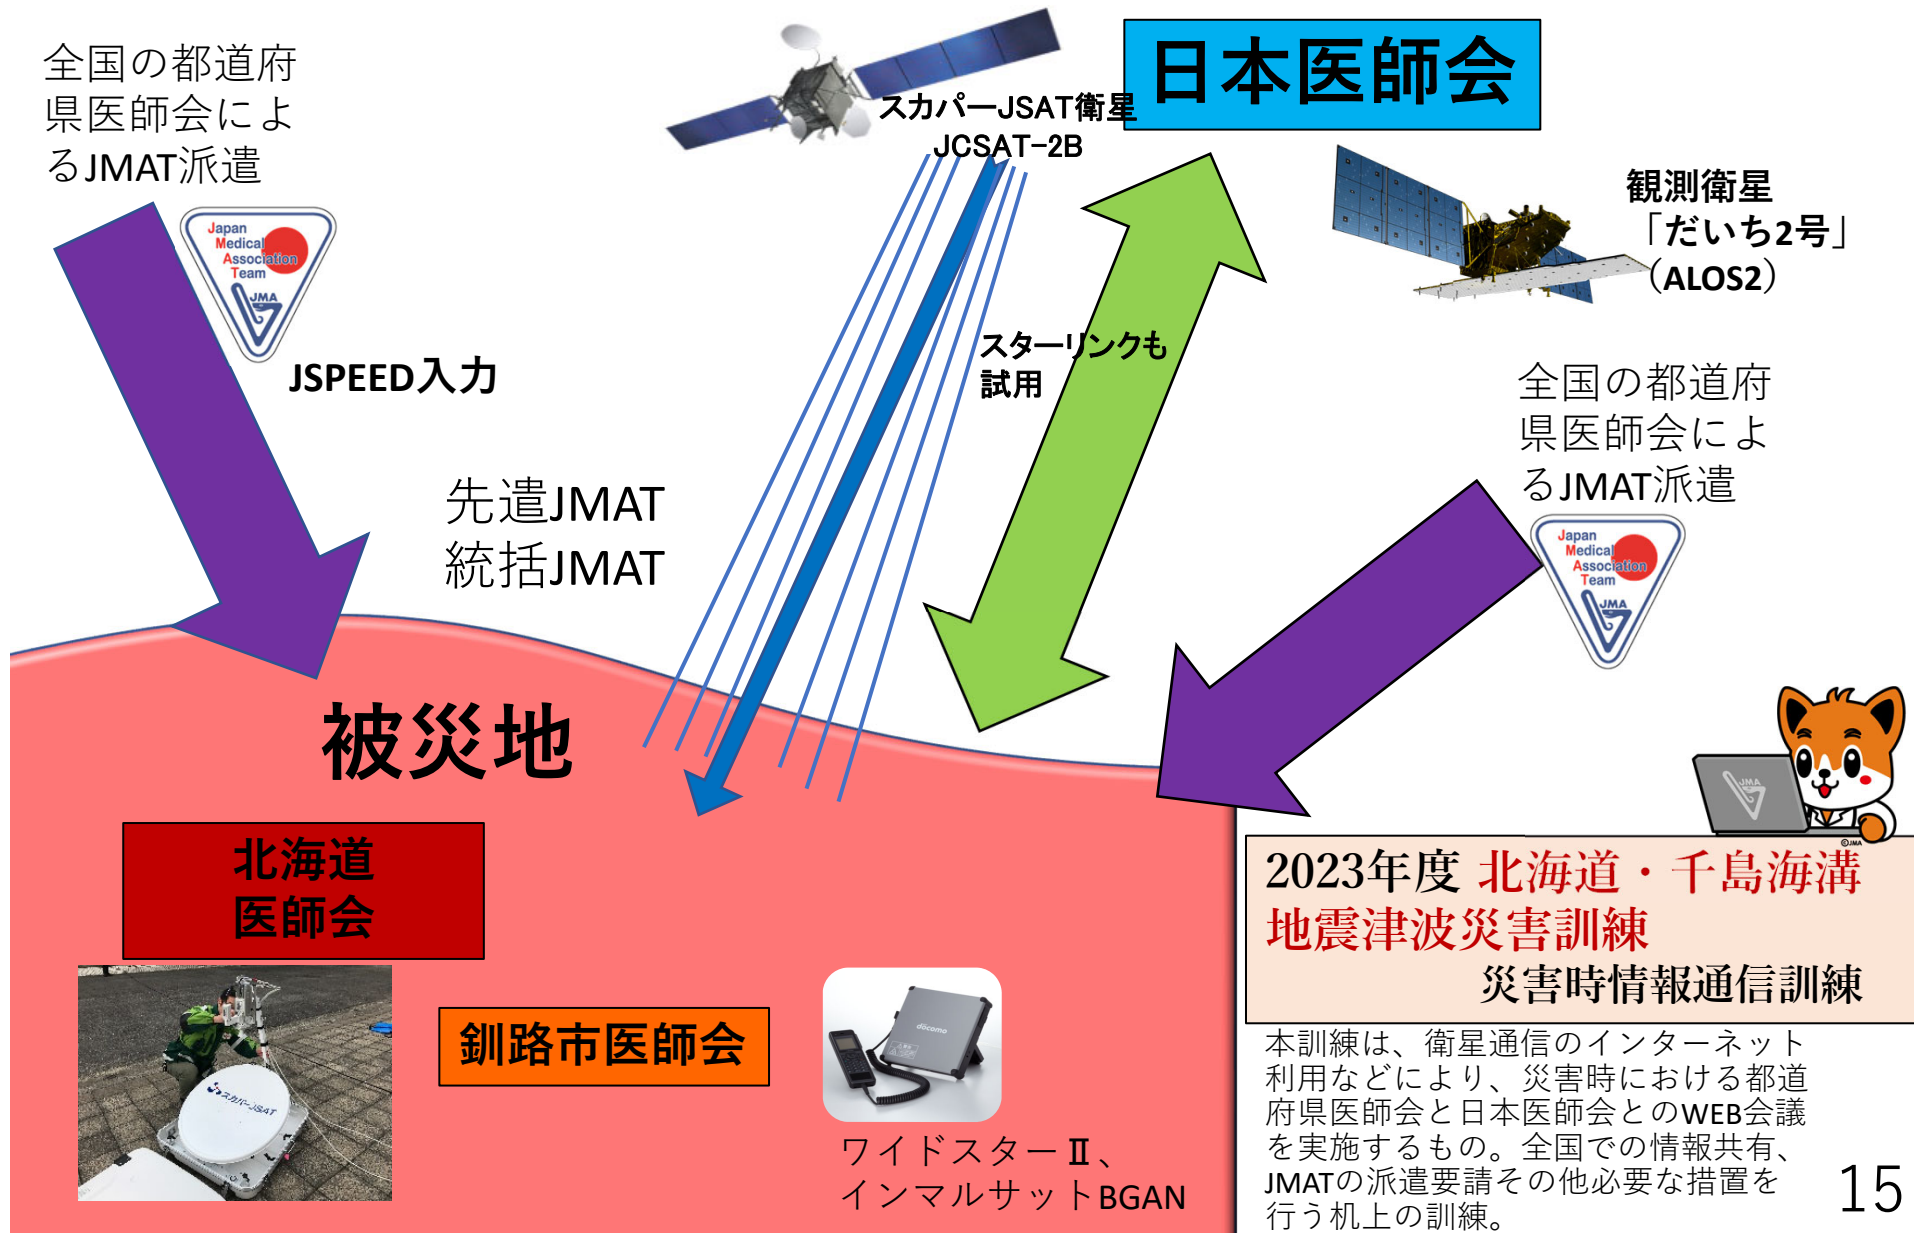 全国の都道府
県医師会によ
るJMAT派遣
Japan
Medical
Association
Team
JMA
JSPEED入力
スカパーJSAT衛星
JCSAT-2B
日本医師会
観測衛星
「だいち2号」
（ALOS2）
スターリンクも
試用
全国の都道府
県医師会によ
るJMAT派遣
Japan
Medical
Association
Team
JMA
先遣JMAT
統括JMAT
被災地
北海道
医師会
スカパーJSAT
釧路市医師会
docomo
ワイドスターⅡ、
インマルサットBGAN
JMA
©JMA
2023年度 北海道・千島海溝
地震津波災害訓練
災害時情報通信訓練
本訓練は、衛星通信のインターネット
利用などにより、災害時における都道
府県医師会と日本医師会とのWEB会議
を実施するもの。全国での情報共有、
JMATの派遣要請その他必要な措置を
行う机上の訓練。
15